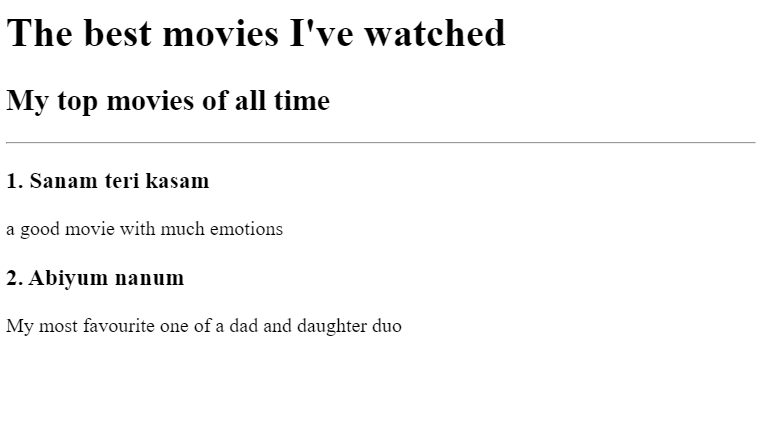 The best movies I've watched
My top movies of all time
1. Sanam teri kasam
a good movie with much emotions
2. Abiyum nanum
My most favourite one of a dad and daughter duo